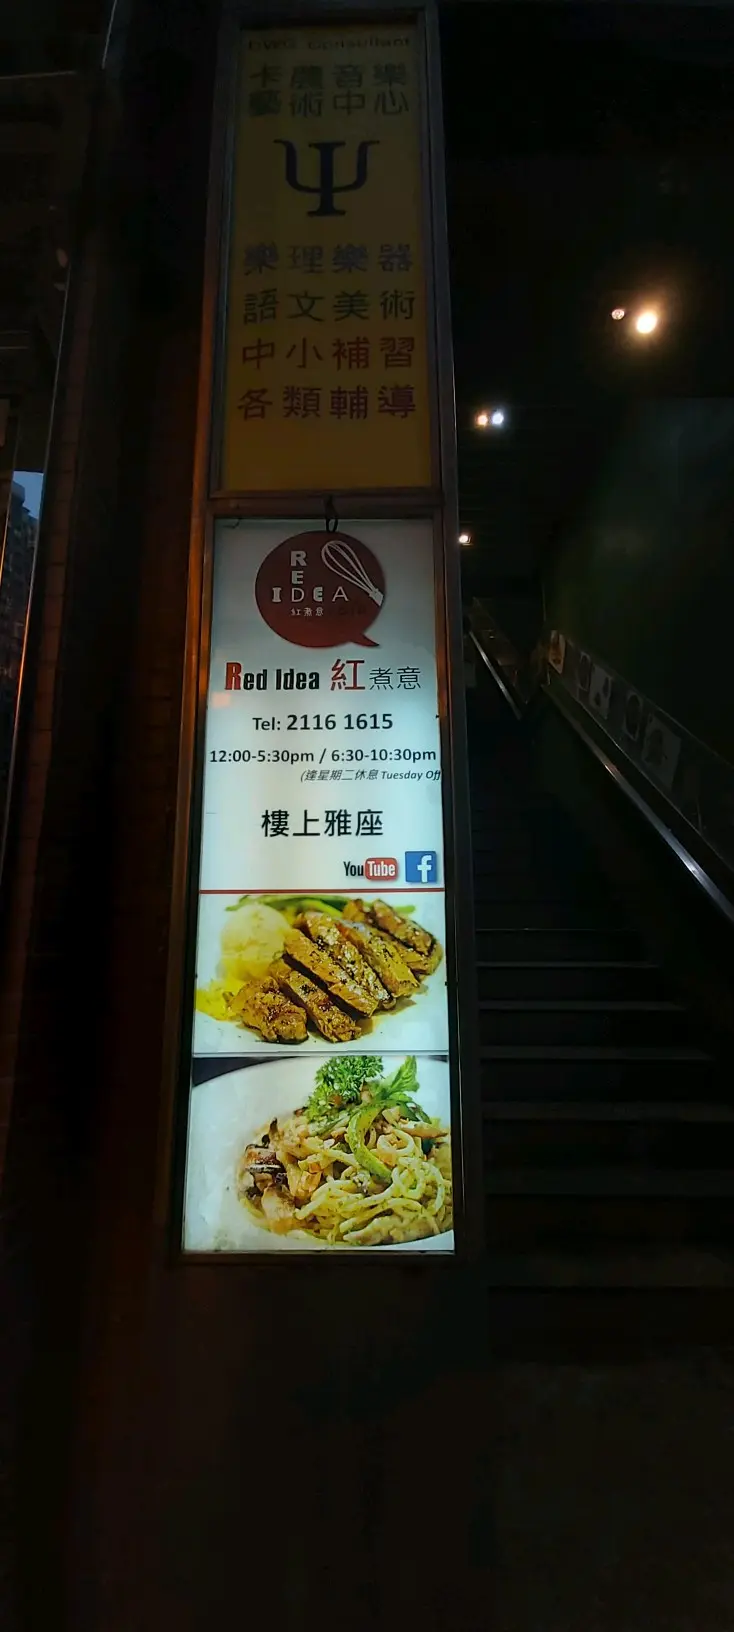 Consultant
卡農音樂
藝術中心
Ψ
樂理樂器
語文美術
中小補習
各類輔導
RED
IDEA
紅煮意
Red Idea 紅煮意
Tel: 2116 1615
12:00-5:30pm / 6:30-10:30pm
(逢星期二休息 Tuesday Off
樓上雅座
YouTube f